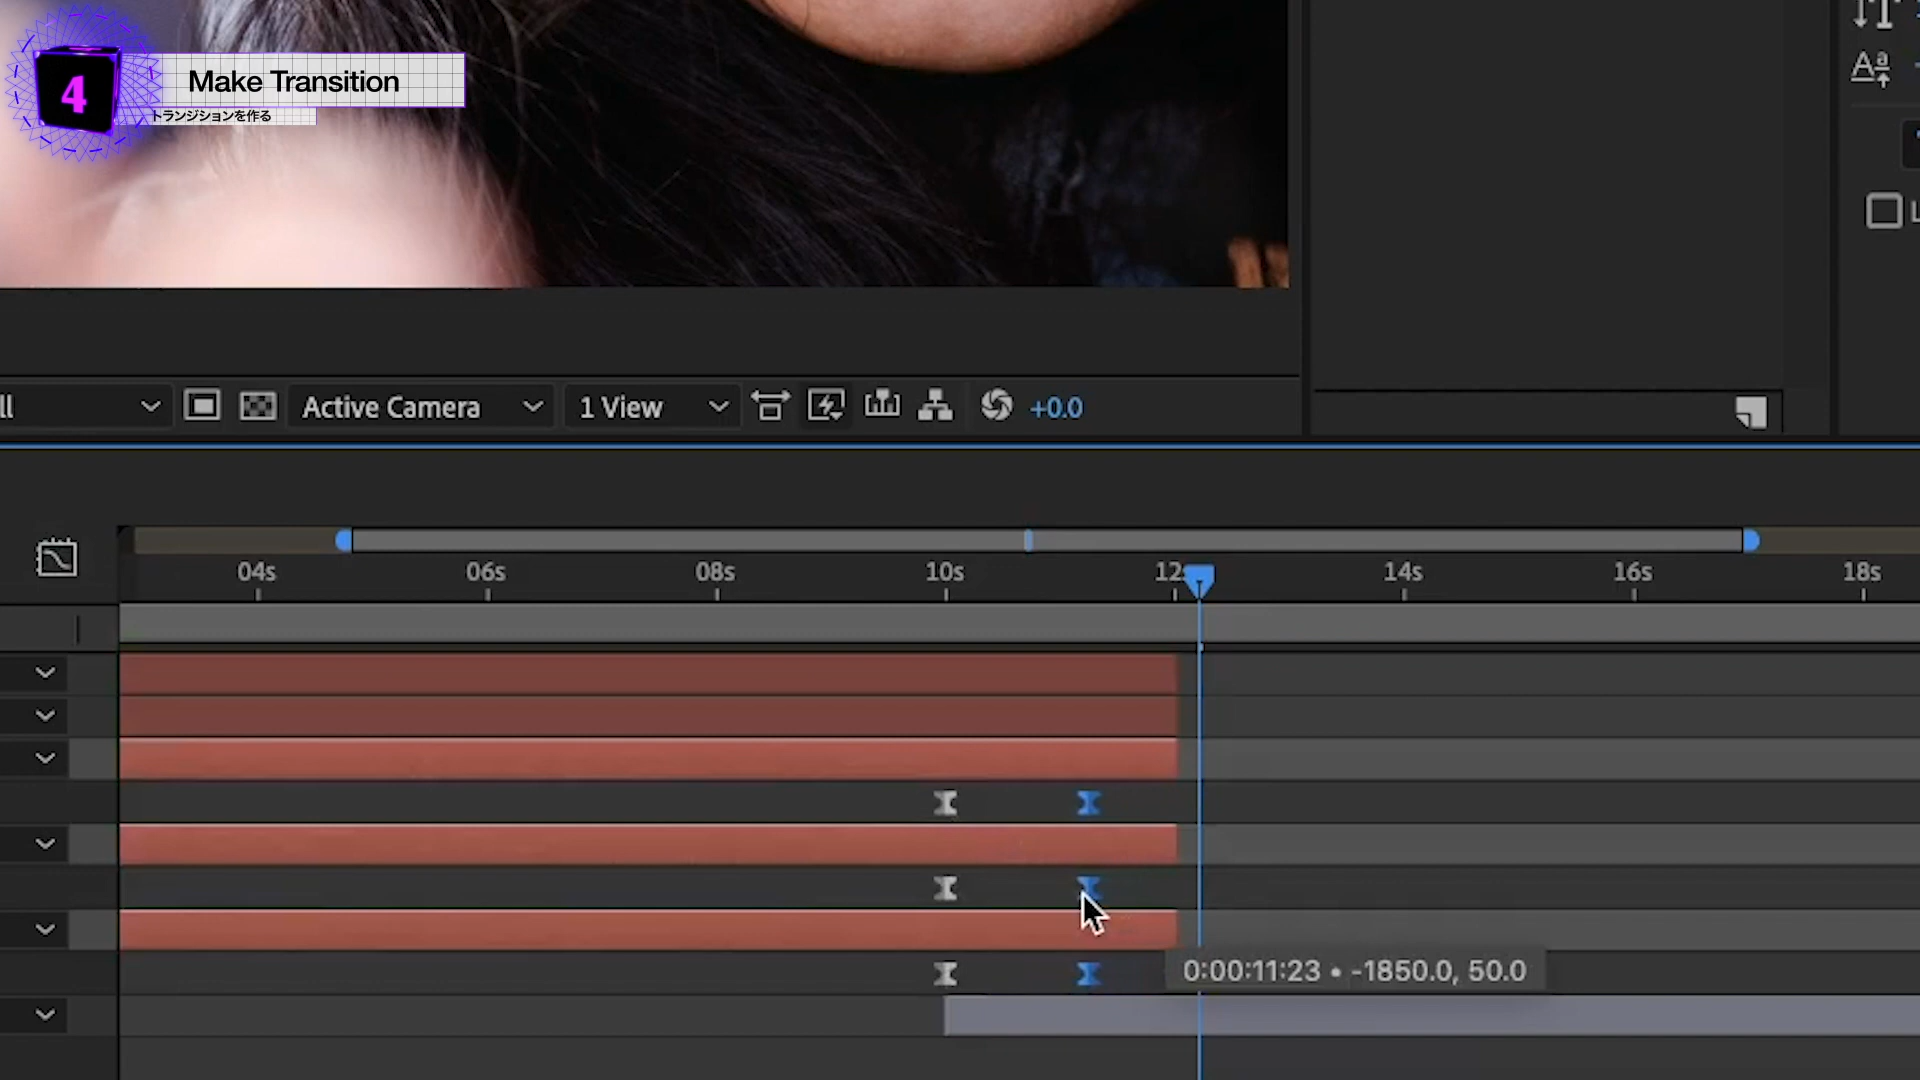 4
Make Transition
トランジションを作る
Active Camera
1 View
+0.0
04s
06s
08s
10s
12s
14s
16s
18s
0:00:11:23 • -1850.0, 50.0